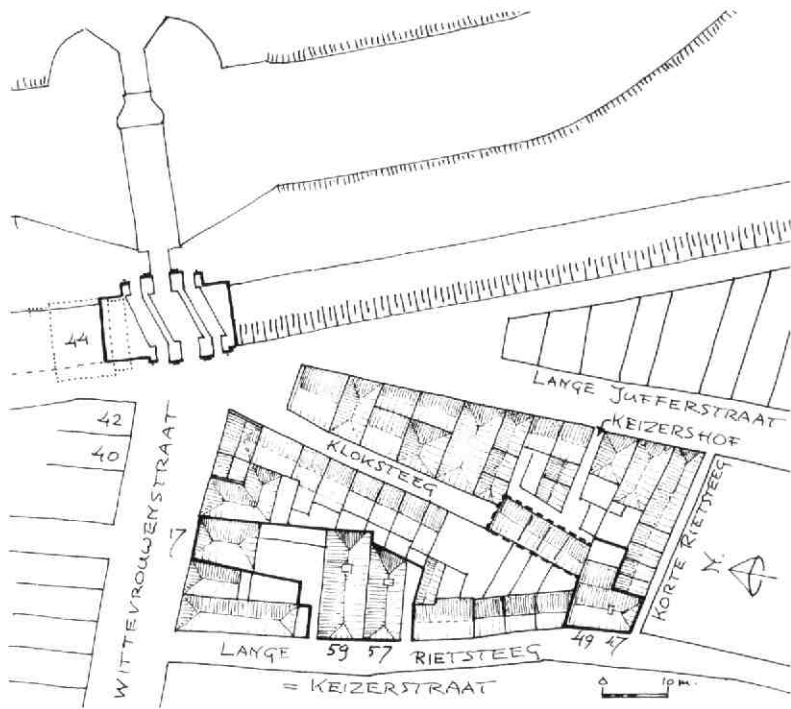 44
42
40
17
WITTEVROUWENSTRAAT
KLOKSTEEG
LANGE JUFFERSTRAAT
KEIZERSHOF
KORTE RIETSTEEG
LANGE 59 57 RIETSTEEG 49 47
= KEIZERSTRAAT
0 10 m.